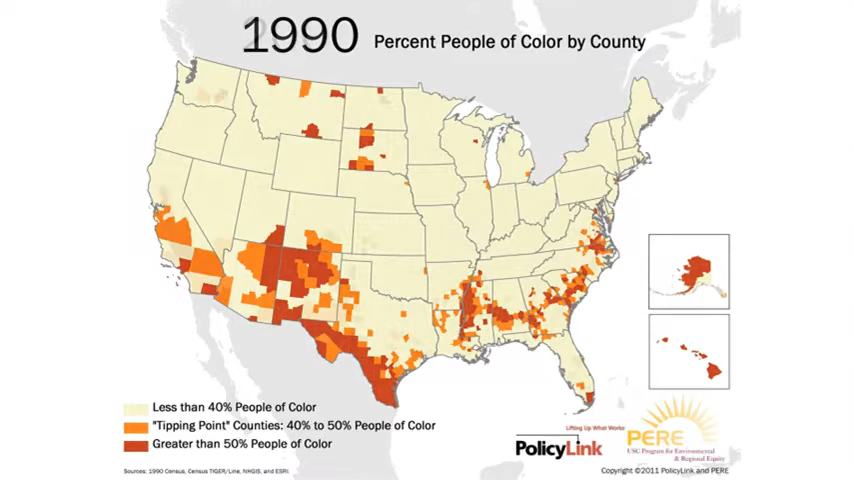 1990 Percent People of Color by County
Less than 40% People of Color
"Tipping Point" Counties: 40% to 50% People of Color
Greater than 50% People of Color
Lifting Up What Works
PolicyLink
PERE
USC Program for Environmental
& Regional Equity
Sources: 1990 Census, Census TIGER/Line, NHGIS, and ESRI.
Copyright ©2011 PolicyLink and PERE